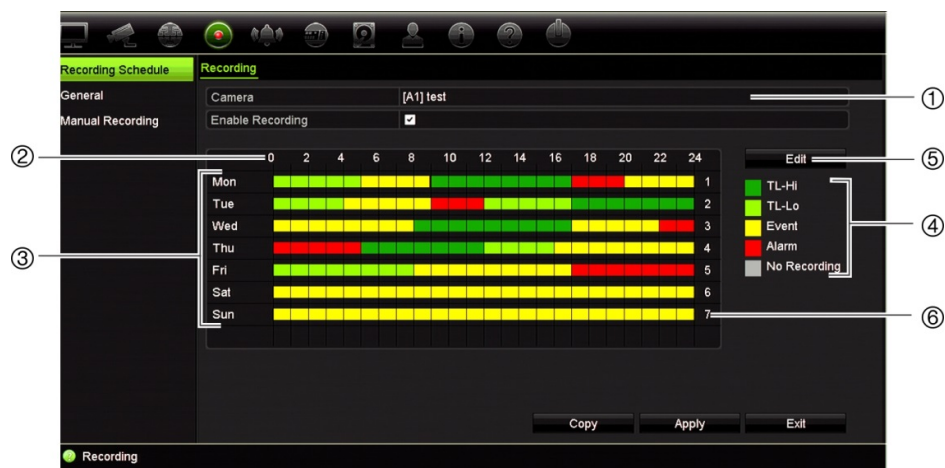 Recording Schedule
Recording
General
Manual Recording
Camera [A1] test
Enable Recording
①
②
0 2 4 6 8 10 12 14 16 18 20 22 24
Edit
⑤
Mon 1
Tue 2
Wed 3
Thu 4
Fri 5
Sat 6
Sun 7
③
TL-Hi
TL-Lo
Event
Alarm
No Recording
④
⑥
Copy Apply Exit
Recording